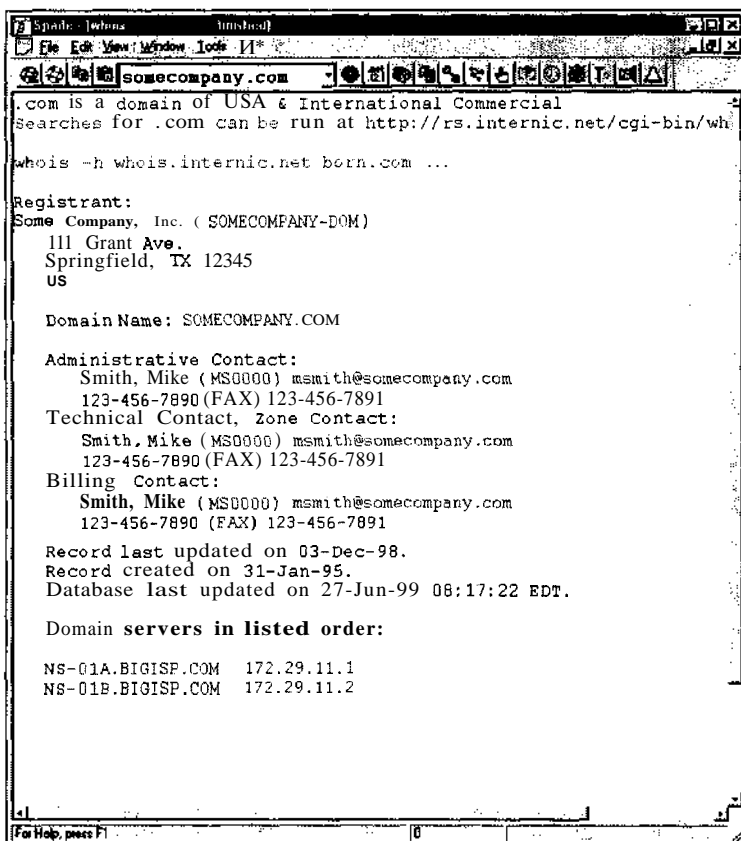 Spade - [whois finished]
File Edit View Window Tools И*
somecompany.com
.com is a domain of USA & International Commercial
Searches for .com can be run at http://rs.internic.net/cgi-bin/wh
whois -h whois.internic.net born.com ...
Registrant:
Some Company, Inc. ( SOMECOMPANY-DOM)
111 Grant Ave.
Springfield, TX 12345
US
Domain Name: SOMECOMPANY.COM
Administrative Contact:
Smith, Mike (MS0000) msmith@somecompany.com
123-456-7890 (FAX) 123-456-7891
Technical Contact, Zone Contact:
Smith, Mike (MS0000) msmith@somecompany.com
123-456-7890 (FAX) 123-456-7891
Billing Contact:
Smith, Mike (MS0000) msmith@somecompany.com
123-456-7890 (FAX) 123-456-7891
Record last updated on 03-Dec-98.
Record created on 31-Jan-95.
Database last updated on 27-Jun-99 08:17:22 EDT.
Domain servers in listed order:
NS-01A.BIGISP.COM 172.29.11.1
NS-01B.BIGISP.COM 172.29.11.2
For Help, press F1
0